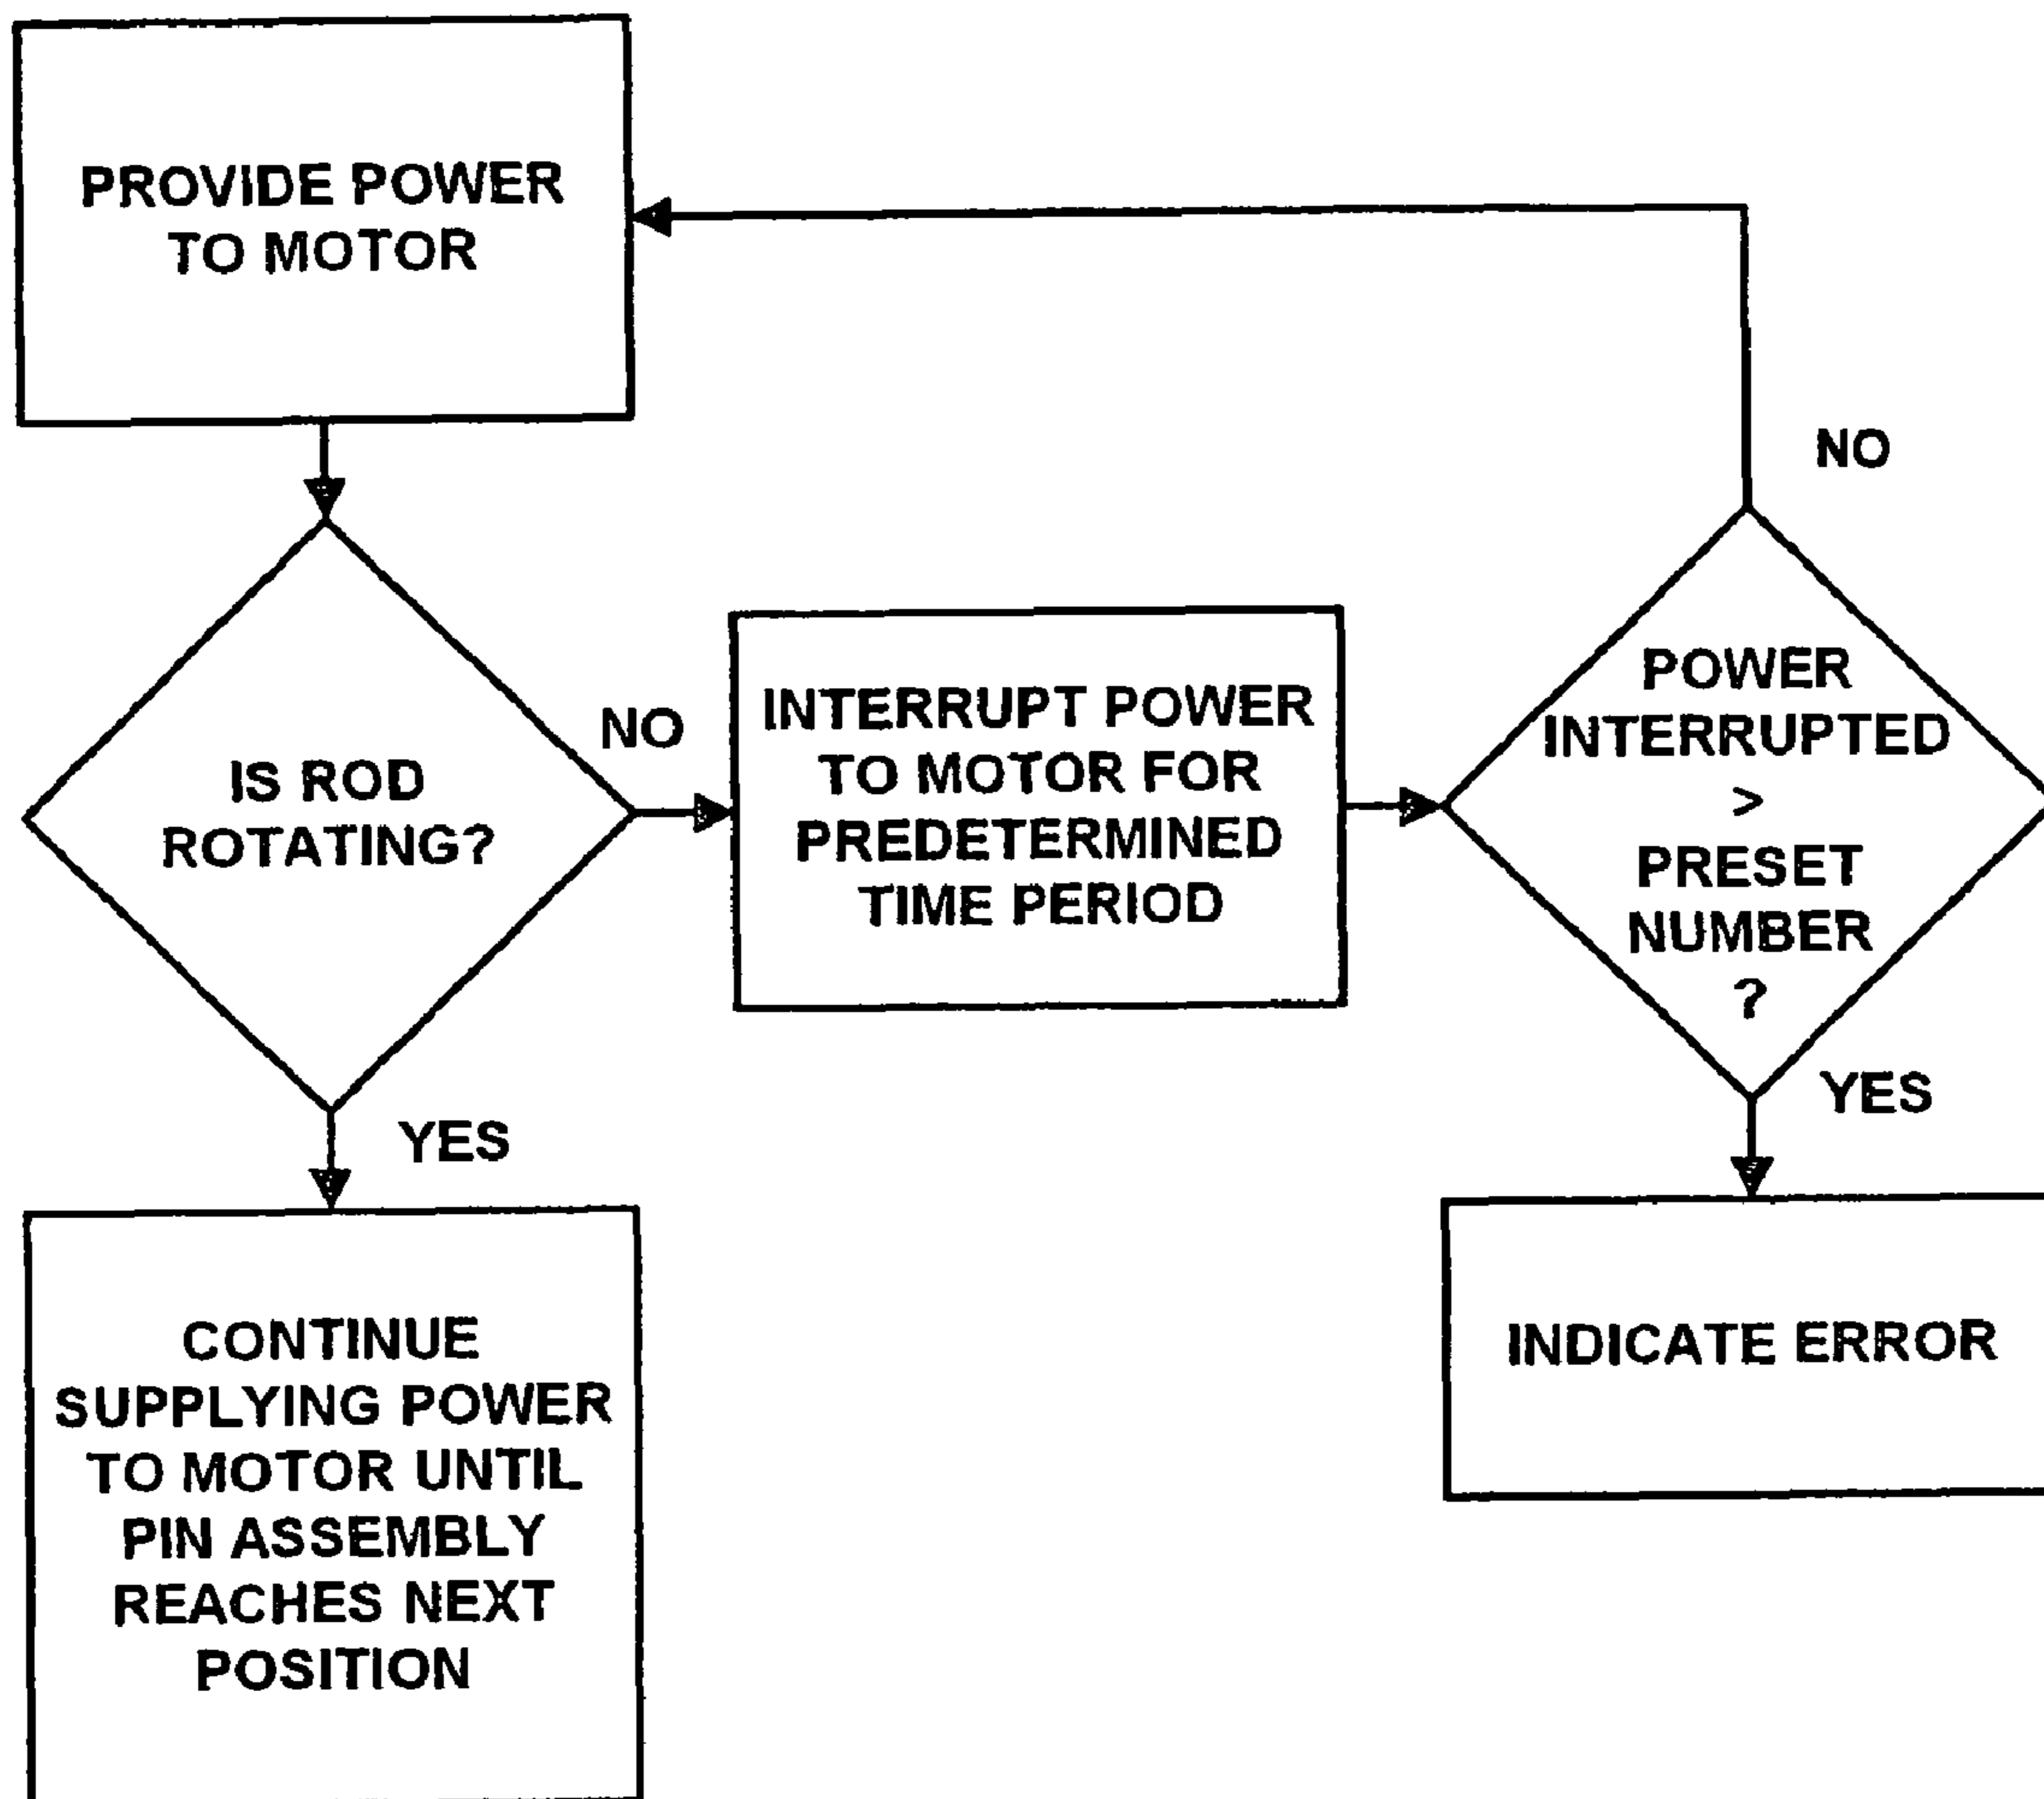 PROVIDE POWER
TO MOTOR
NO
IS ROD
ROTATING?
NO
INTERRUPT POWER
TO MOTOR FOR
PREDETERMINED
TIME PERIOD
POWER
INTERRUPTED
>
PRESET
NUMBER
?
YES
YES
CONTINUE
SUPPLYING POWER
TO MOTOR UNTIL
PIN ASSEMBLY
REACHES NEXT
POSITION
INDICATE ERROR